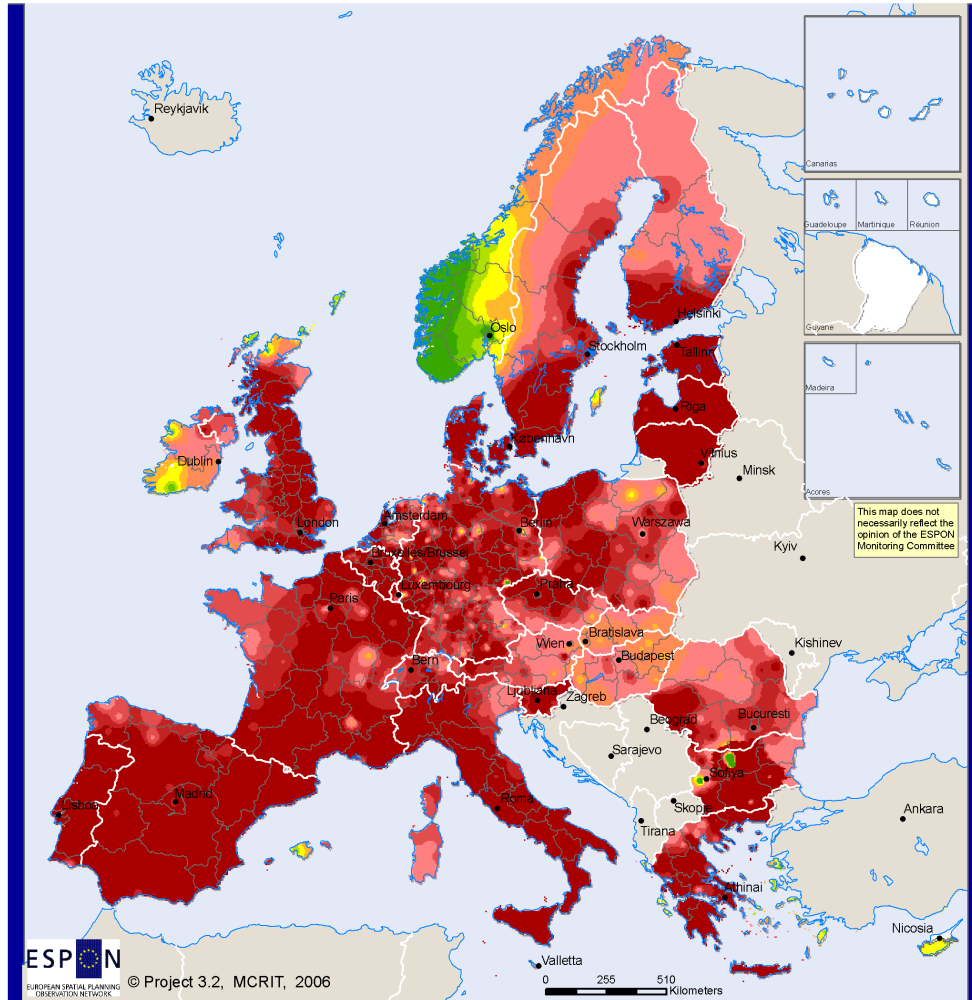 Reykjavik
Canarias
Guadeloupe
Martinique
Réunion
Guyane
Madeira
Acores
Oslo
Helsinki
Stockholm
Tallinn
Riga
København
Vilnius
Minsk
Dublin
London
Amsterdam
Berlin
Warszawa
This map does not
necessarily reflect the
opinion of the ESPON
Monitoring Committee
Kyiv
Bruxelles/Brussel
Luxembourg
Praha
Paris
Wien
Bratislava
Budapest
Kishinev
Bern
Ljubljana
Zagreb
Beograd
Bucuresti
Sarajevo
Sofiya
Lisboa
Madrid
Roma
Skopje
Tirana
Ankara
Athinai
Nicosia
Valletta
ESPON
EUROPEAN SPATIAL PLANNING
OBSERVATION NETWORK
© Project 3.2, MCRIT, 2006
0 255 510
Kilometers